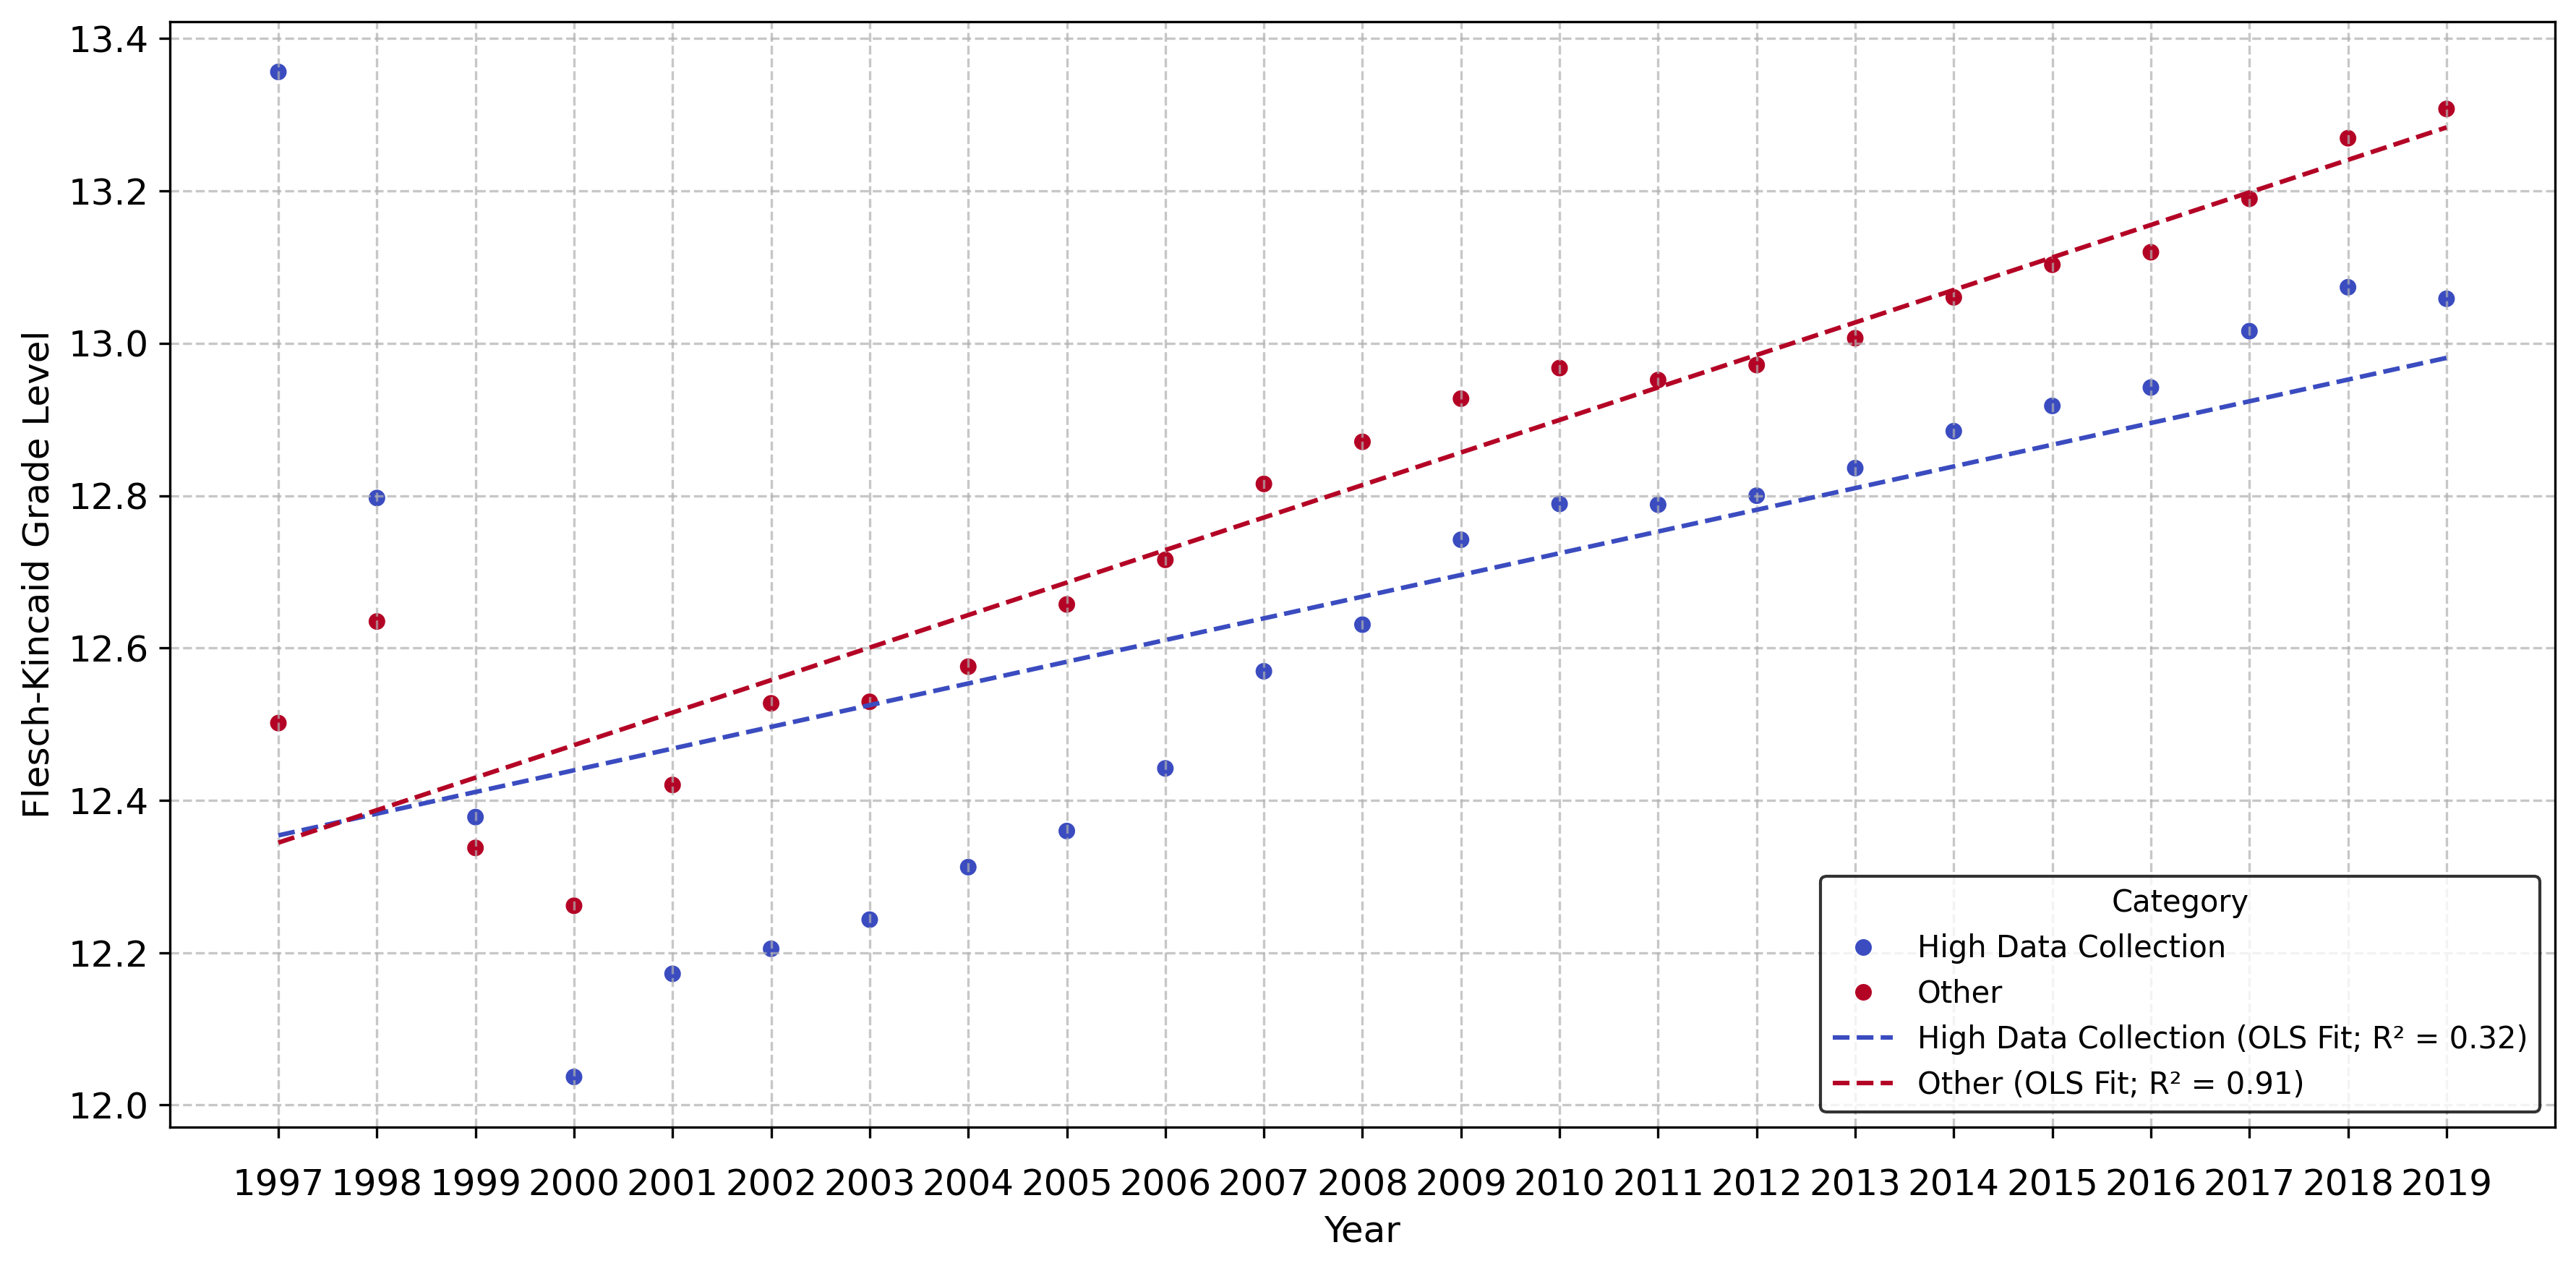 Flesch-Kincaid Grade Level
13.4
13.2
13.0
12.8
12.6
12.4
12.2
12.0
Category
High Data Collection
Other
High Data Collection (OLS Fit; R² = 0.32)
Other (OLS Fit; R² = 0.91)
1997 1998 1999 2000 2001 2002 2003 2004 2005 2006 2007 2008 2009 2010 2011 2012 2013 2014 2015 2016 2017 2018 2019
Year